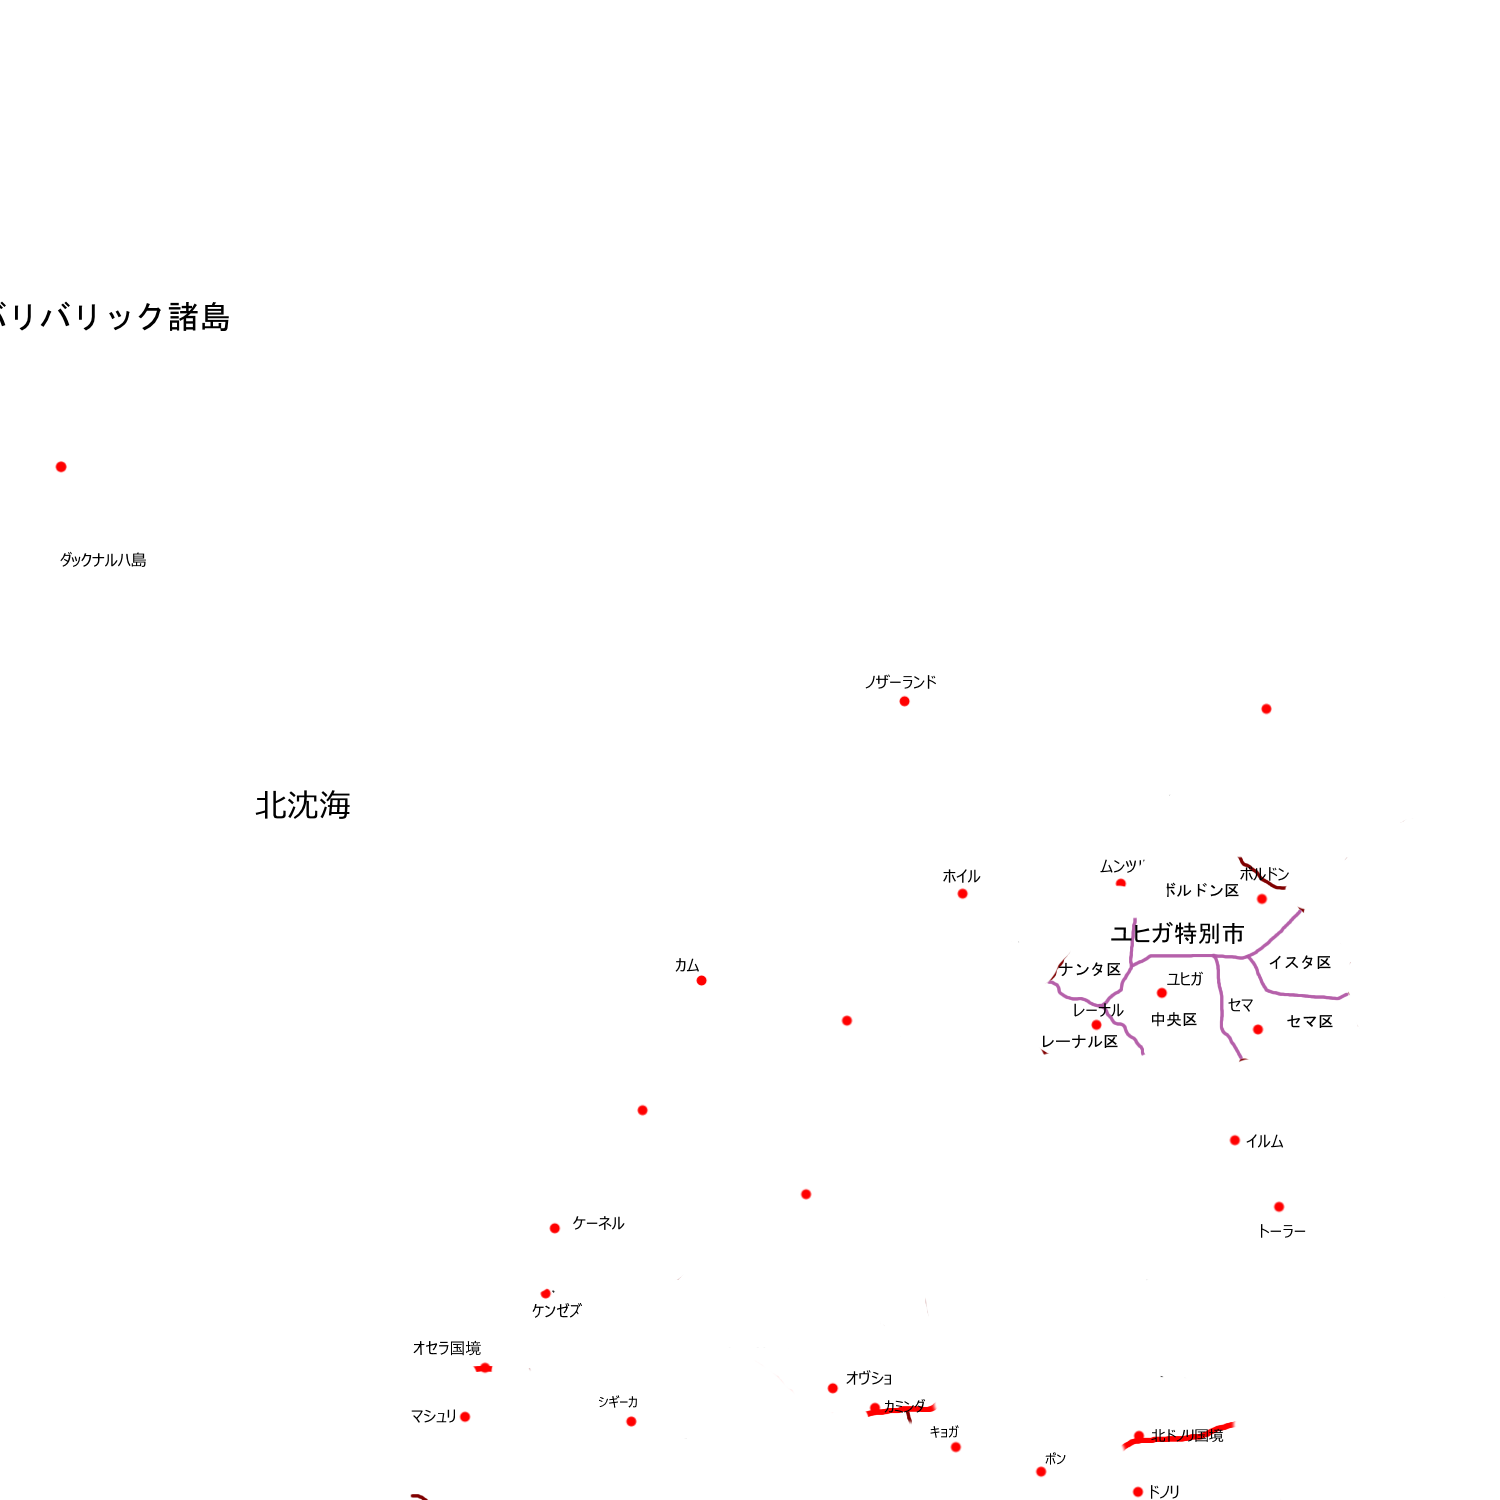 バリバリック諸島
ダックナル八島
ノザーランド
北沈海
ムンツ
ボルドン
ホイル
ドルドン区
ユヒガ特別市
カム
ナンタ区
イスタ区
ユヒガ
レーナル
セマ
中央区
セマ区
レーナル区
イルム
ケーネル
トーラー
ケンゼズ
オセラ国境
オヴショ
シギーカ
カミンダ
マシュリ
キョガ
北ドノリ国境
ポン
ドノリ